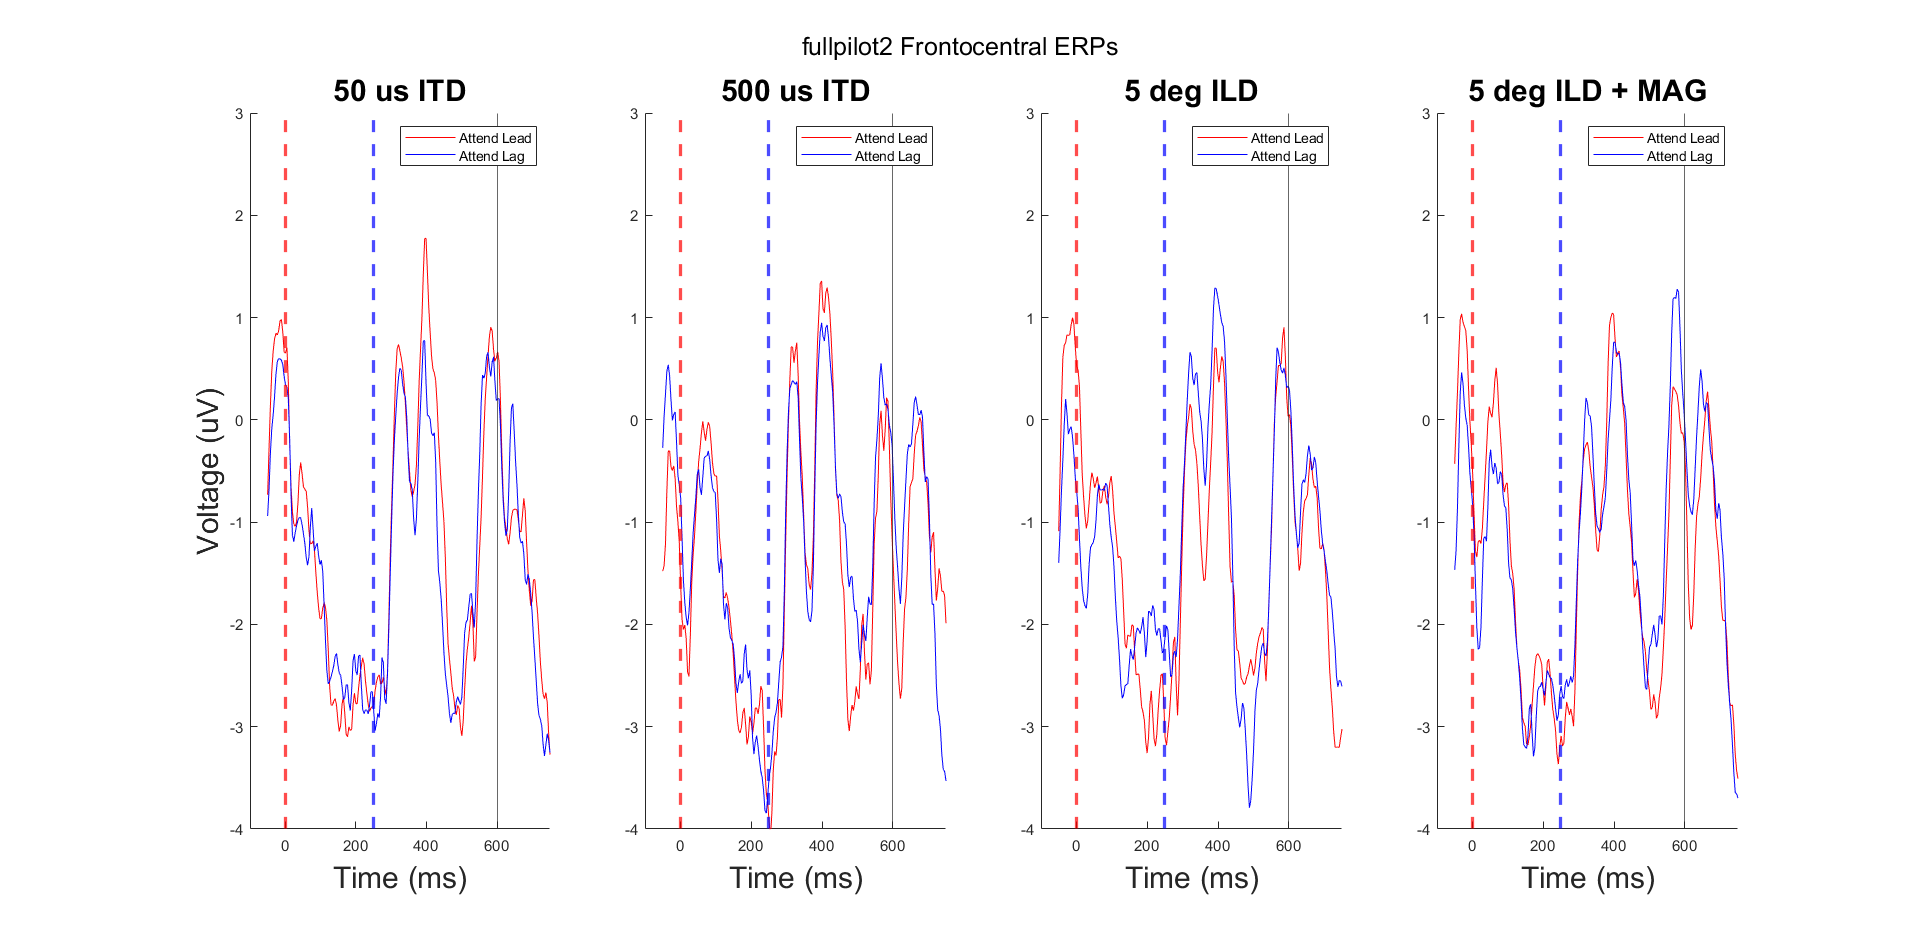 fullpilot2 Frontocentral ERPs
50 us ITD
500 us ITD
5 deg ILD
5 deg ILD + MAG
Voltage (uV)
3
2
1
0
-1
-2
-3
-4
0 200 400 600
Time (ms)
Attend Lead
Attend Lag
3
2
1
0
-1
-2
-3
-4
0 200 400 600
Time (ms)
Attend Lead
Attend Lag
3
2
1
0
-1
-2
-3
-4
0 200 400 600
Time (ms)
Attend Lead
Attend Lag
3
2
1
0
-1
-2
-3
-4
0 200 400 600
Time (ms)
Attend Lead
Attend Lag